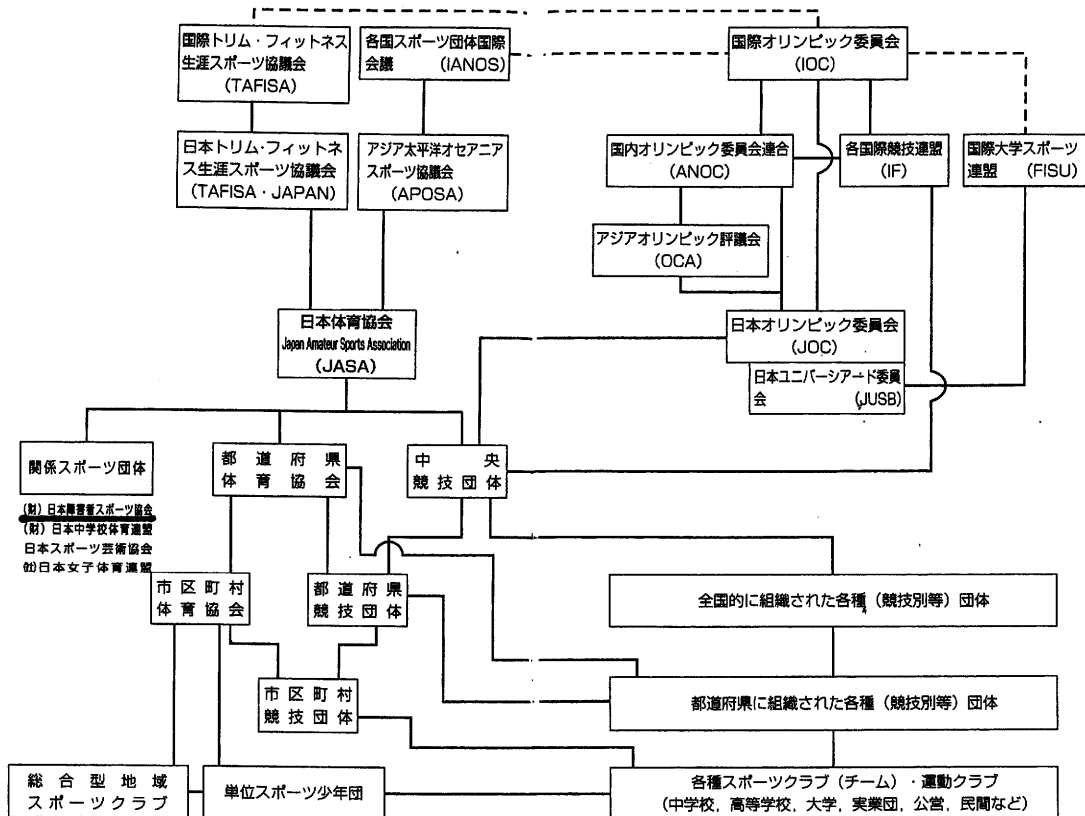 国際トリム・フィットネス
生涯スポーツ協議会
(TAFISA)
各国スポーツ団体国際
会議 (IANOS)
国際オリンピック委員会
(IOC)
日本トリム・フィットネ
ス生涯スポーツ協議会
(TAFISA・JAPAN)
アジア太平洋オセアニア
スポーツ協議会
(APOSA)
国内オリンピック委員会連合
(ANOC)
各国際競技連盟
(IF)
国際大学スポーツ
連盟 (FISU)
アジアオリンピック評議会
(OCA)
日本体育協会
Japan Amateur Sports Association
(JASA)
日本オリンピック委員会
(JOC)
日本ユニバーシアード委員
会 (JUSB)
関係スポーツ団体
都道府県
体育協会
中央
競技団体
(財)日本障害者スポーツ協会
(財)日本中学校体育連盟
日本スポーツ芸術協会
(社)日本女子体育連盟
市区町村
体育協会
都道府県
競技団体
全国的に組織された各種(競技別等)団体
市区町村
競技団体
都道府県に組織された各種(競技別等)団体
総合型地域
スポーツクラブ
単位スポーツ少年団
各種スポーツクラブ(チーム)・運動クラブ
(中学校,高等学校,大学,実業団,公営,民間など)